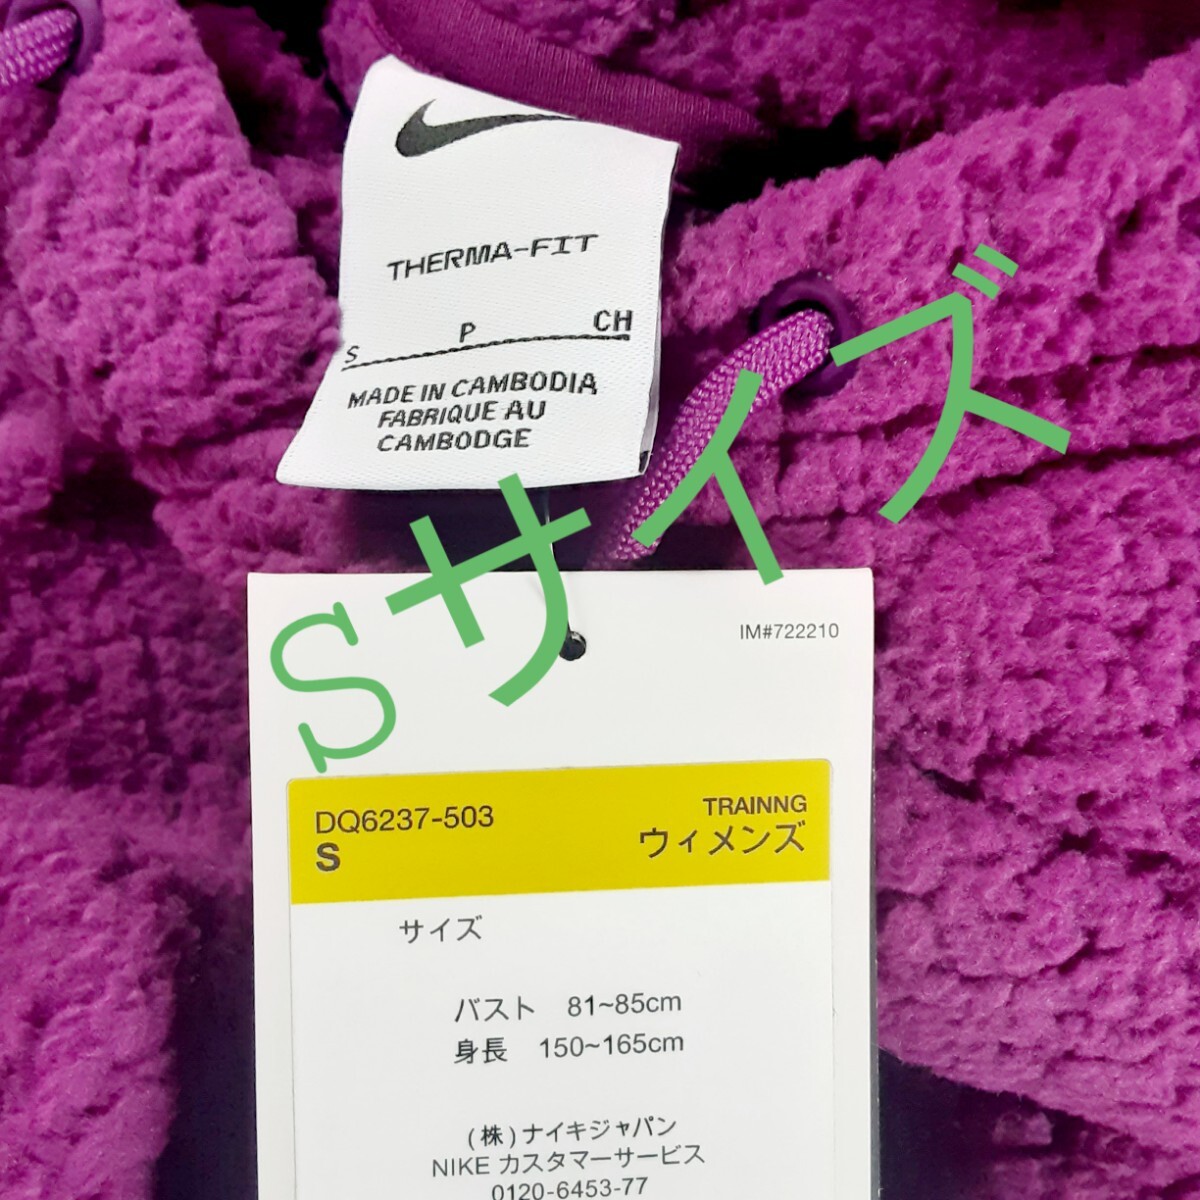 THERMA-FIT
S P CH
MADE IN CAMBODIA
FABRIQUE AU
CAMBODGE
Sサイズ
IM#722210
DQ6237-503 TRAINNG
S ウィメンズ
サイズ
バスト 81~85cm
身長 150~165cm
(株)ナイキジャパン
NIKE カスタマーサービス
0120-6453-77